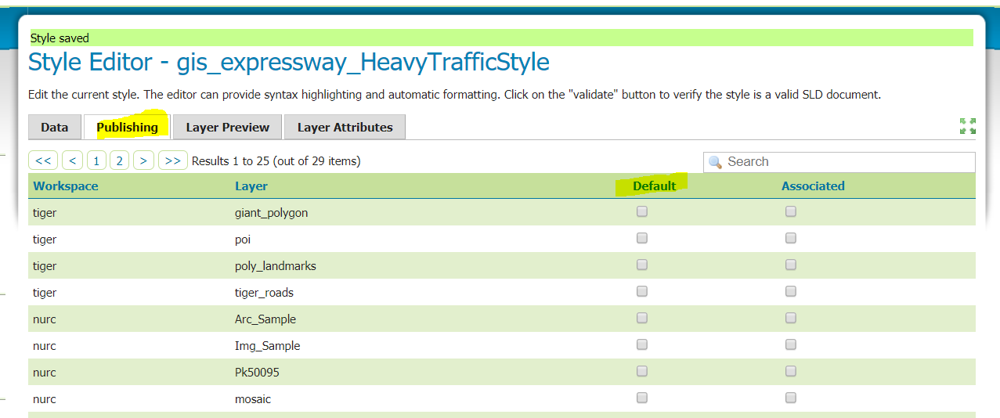 Style saved
Style Editor - gis_expressway_HeavyTrafficStyle
Edit the current style. The editor can provide syntax highlighting and automatic formatting. Click on the "validate" button to verify the style is a valid SLD document.
Data Publishing Layer Preview Layer Attributes
<< < 1 2 > >> Results 1 to 25 (out of 29 items) Search
Workspace Layer Default Associated
tiger giant_polygon
tiger poi
tiger poly_landmarks
tiger tiger_roads
nurc Arc_Sample
nurc Img_Sample
nurc Pk50095
nurc mosaic